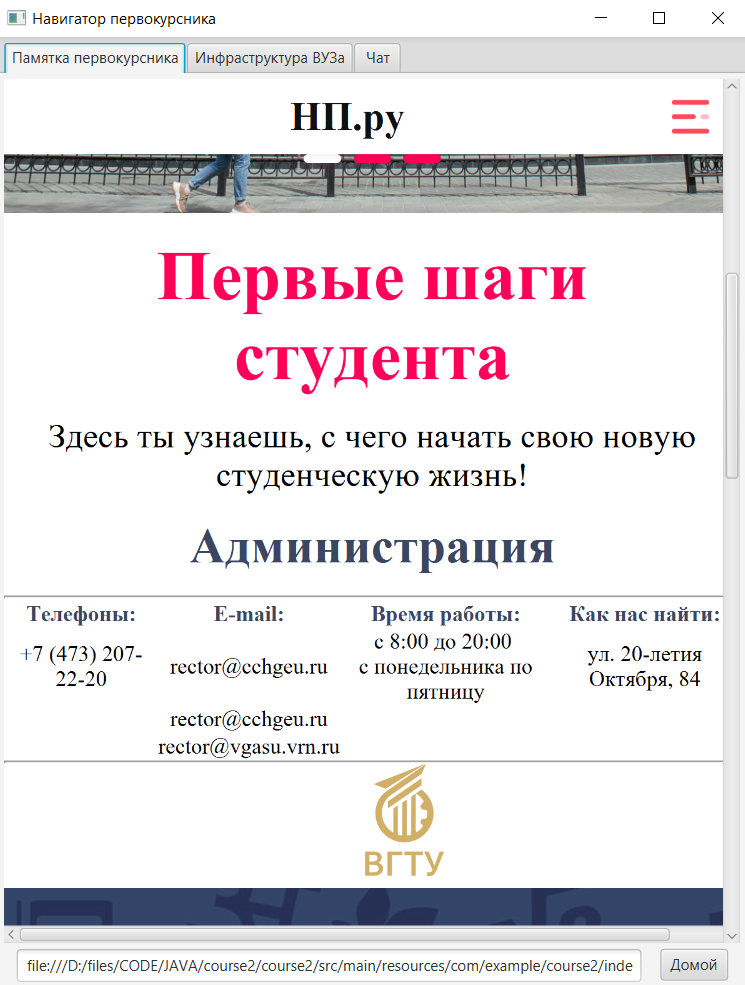 Навигатор первокурсника
Памятка первокурсника
Инфраструктура ВУЗа
Чат
НП.ру
Первые шаги
студента
Здесь ты узнаешь, с чего начать свою новую
студенческую жизнь!
Администрация
Телефоны: E-mail: Время работы: Как нас найти:
+7 (473) 207-
22-20
rector@cchgeu.ru
с 8:00 до 20:00
с понедельника по
пятницу
ул. 20-летия
Октября, 84
rector@cchgeu.ru
rector@vgasu.vrn.ru
ВГТУ
file:///D:/files/CODE/JAVA/course2/course2/src/main/resources/com/example/course2/inde
Домой